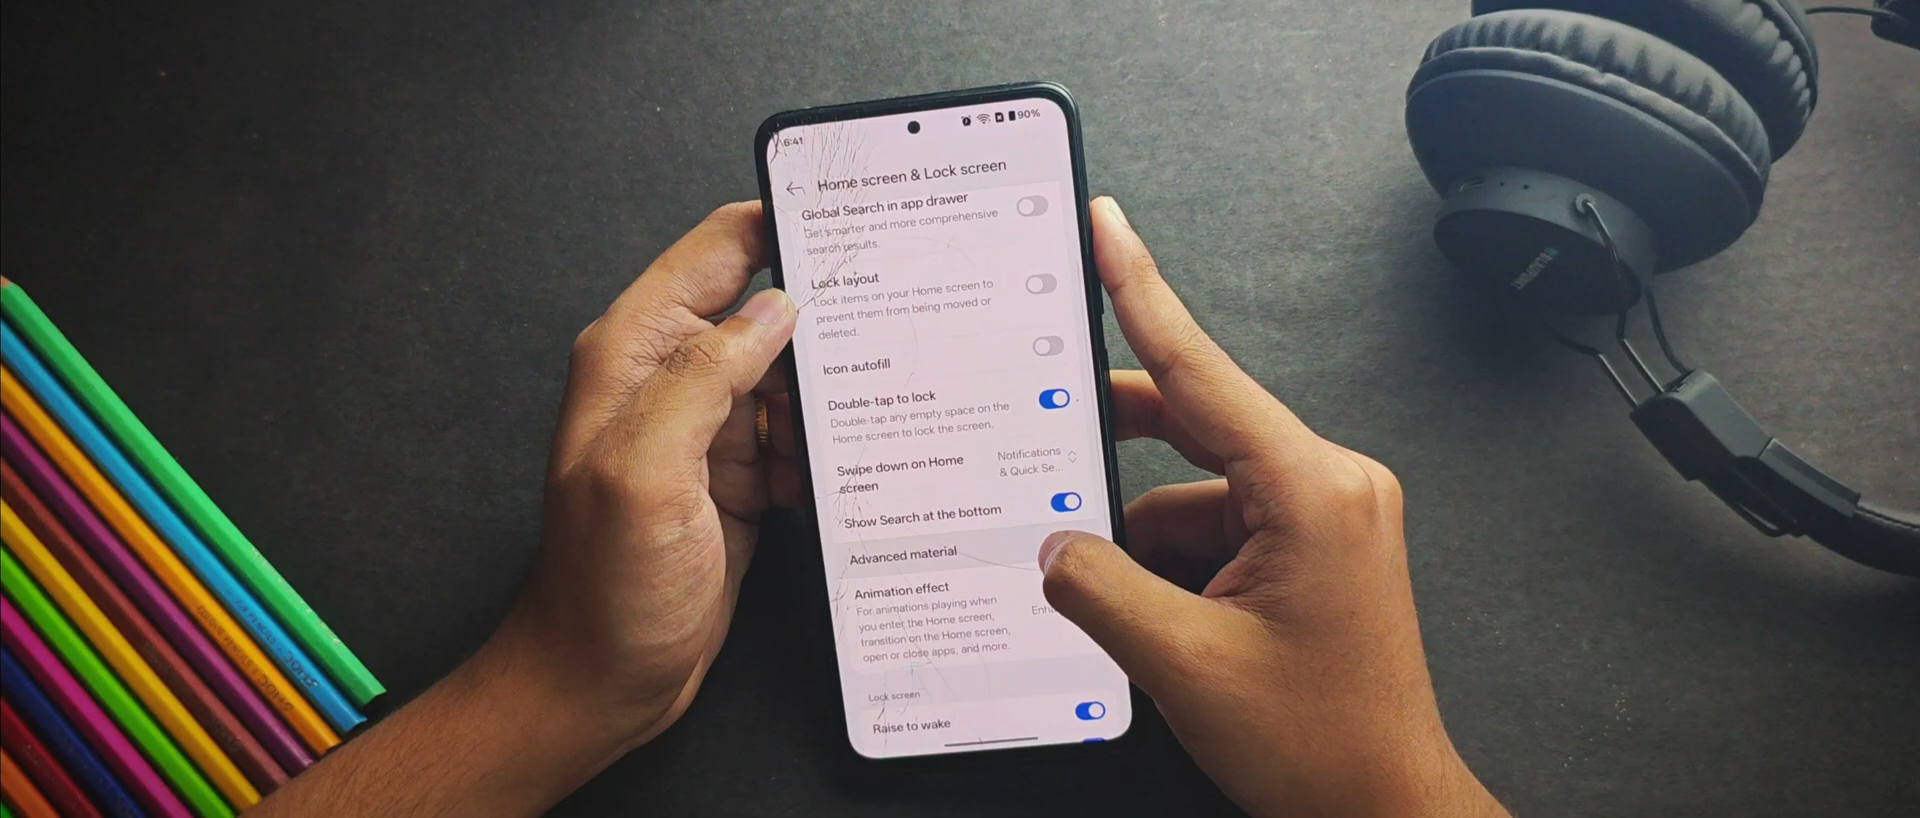 6:41
90%
Home screen & Lock screen
Global Search in app drawer
Get smarter and more comprehensive
search results.
Lock layout
Lock items on your Home screen to
prevent them from being moved or
deleted.
Icon autofill
Double-tap to lock
Double-tap any empty space on the
Home screen to lock the screen.
Swipe down on Home
screen
Notifications
& Quick Se...
Show Search at the bottom
Advanced material
Animation effect
For animations playing when
you enter the Home screen,
transition on the Home screen,
open or close apps, and more.
Lock screen
Raise to wake